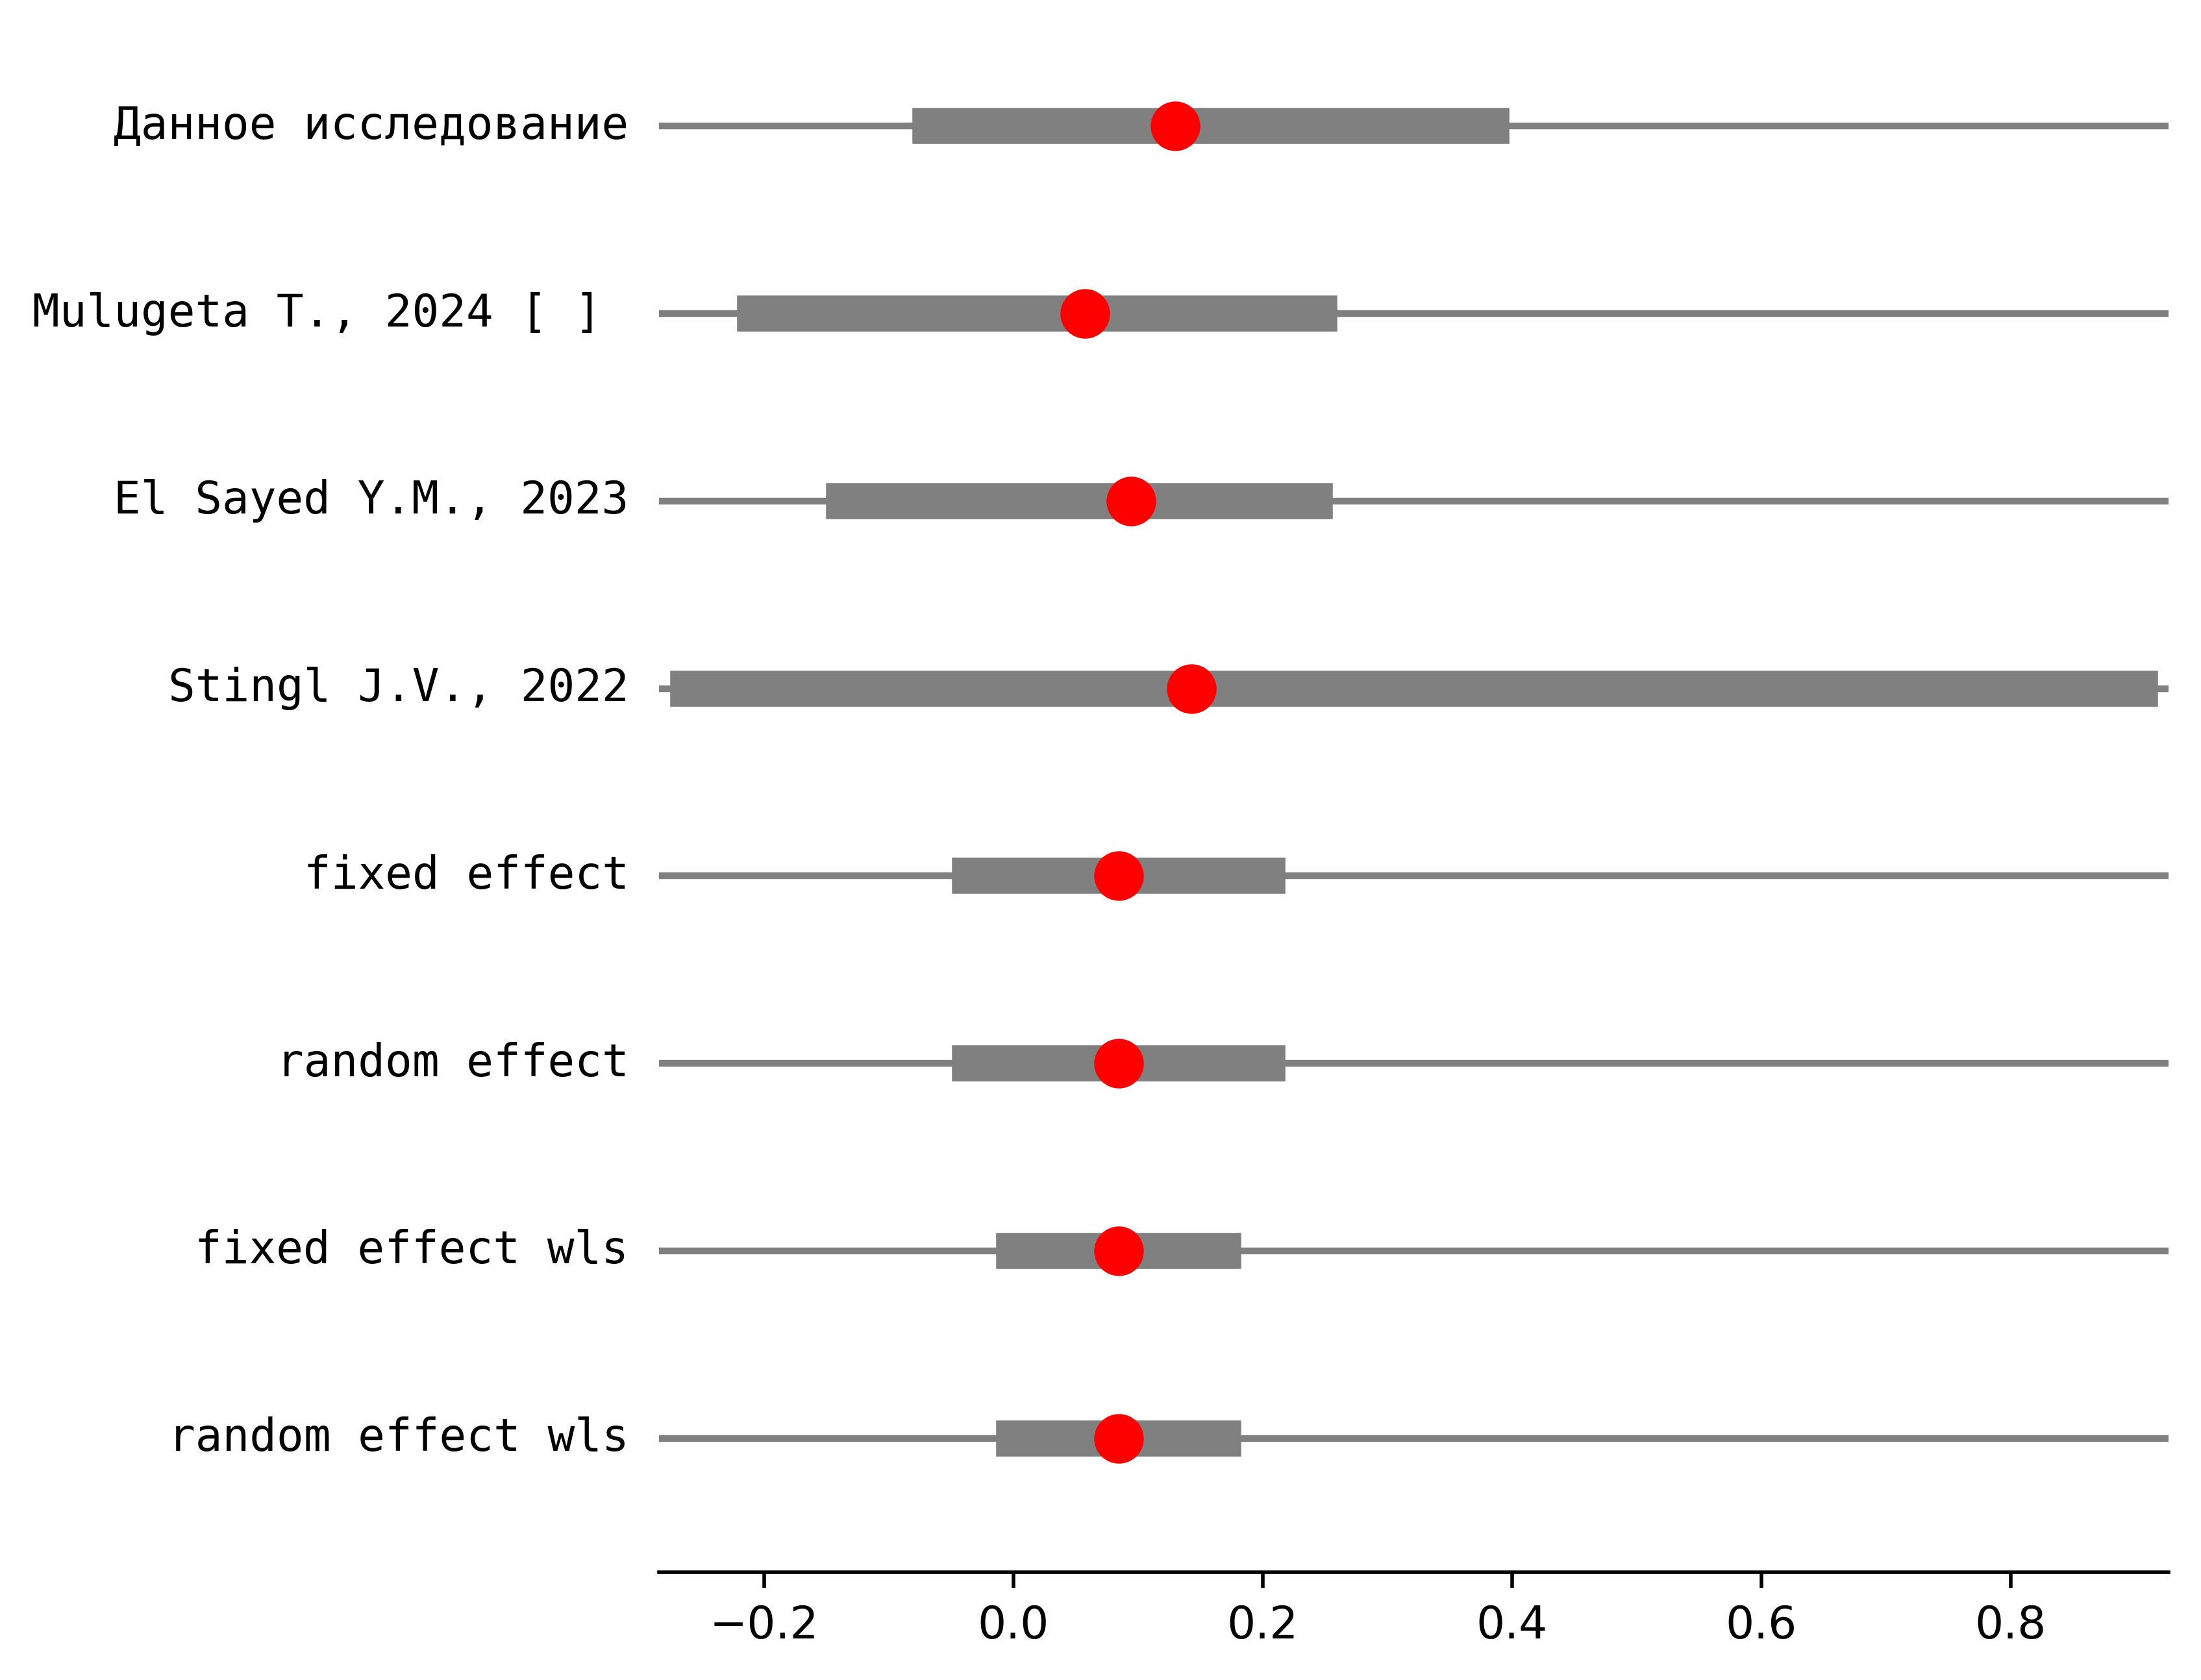 Данное исследование
Mulugeta T., 2024 [ ]
El Sayed Y.M., 2023
Stingl J.V., 2022
fixed effect
random effect
fixed effect wls
random effect wls
−0.2 0.0 0.2 0.4 0.6 0.8